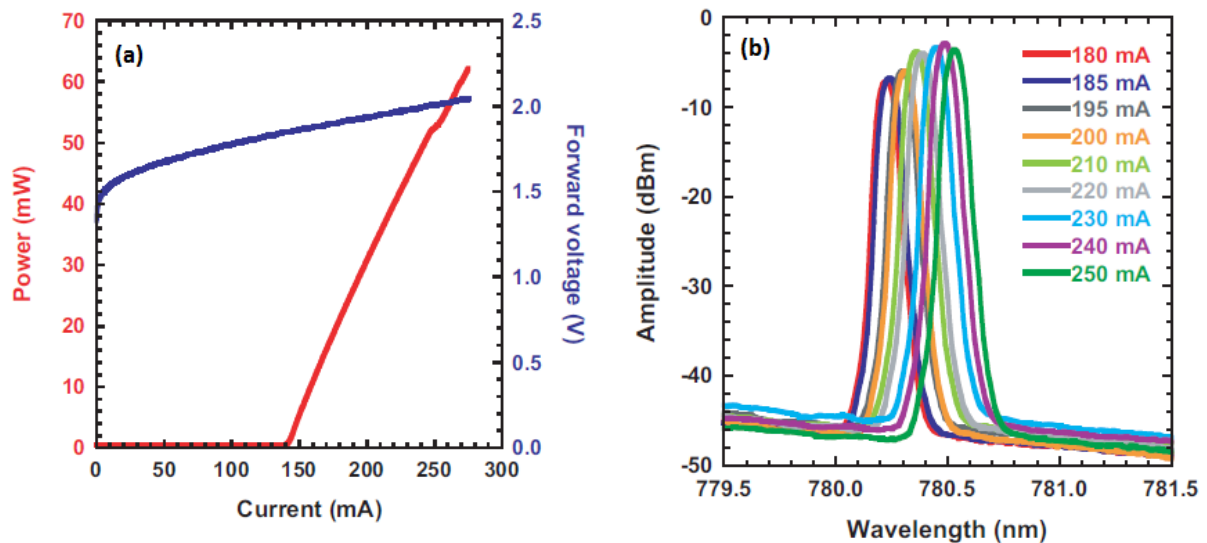 (a)
70
60
50
40
30
20
10
0
Power (mW)
2.5
2.0
1.5
1.0
0.5
0.0
Forward voltage (V)
0 50 100 150 200 250 300
Current (mA)
(b)
0
-10
-20
-30
-40
-50
Amplitude (dBm)
180 mA
185 mA
195 mA
200 mA
210 mA
220 mA
230 mA
240 mA
250 mA
779.5 780.0 780.5 781.0 781.5
Wavelength (nm)